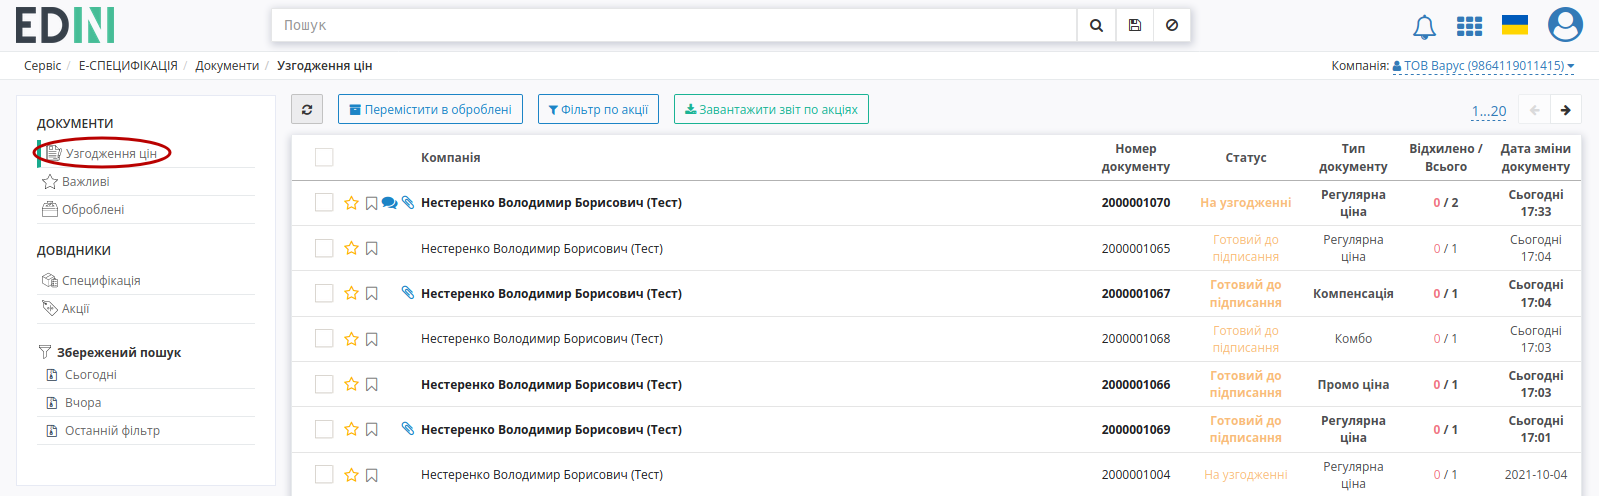 EDIN
Пошук
Сервіс / Е-СПЕЦИФІКАЦІЯ / Документи / Узгодження цін
Компанія: ТОВ Варус (9864119011415)
ДОКУМЕНТИ
Узгодження цін
Важливі
Оброблені
ДОВІДНИКИ
Специфікація
Акції
Збережений пошук
Сьогодні
Вчора
Останній фільтр
Перемістити в оброблені
Фільтр по акції
Завантажити звіт по акціях
1...20
Компанія
Номер документу
Статус
Тип документу
Відхилено / Всього
Дата зміни документу
Нестеренко Володимир Борисович (Тест) 2000001070 На узгодженні Регулярна ціна 0 / 2 Сьогодні 17:33
Нестеренко Володимир Борисович (Тест) 2000001065 Готовий до підписання Регулярна ціна 0 / 1 Сьогодні 17:04
Нестеренко Володимир Борисович (Тест) 2000001067 Готовий до підписання Компенсація 0 / 1 Сьогодні 17:04
Нестеренко Володимир Борисович (Тест) 2000001068 Готовий до підписання Комбо 0 / 1 Сьогодні 17:03
Нестеренко Володимир Борисович (Тест) 2000001066 Готовий до підписання Промо ціна 0 / 1 Сьогодні 17:03
Нестеренко Володимир Борисович (Тест) 2000001069 Готовий до підписання Регулярна ціна 0 / 1 Сьогодні 17:01
Нестеренко Володимир Борисович (Тест) 2000001004 На узгодженні Регулярна ціна 0 / 1 2021-10-04